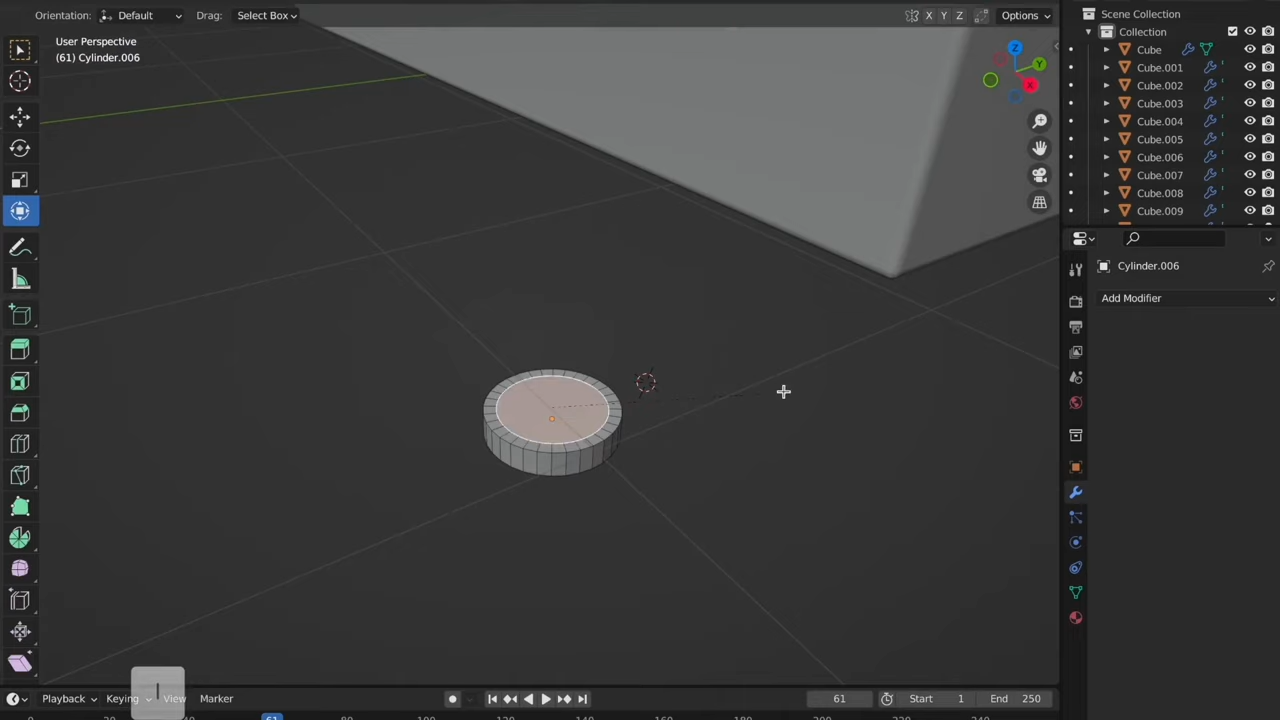 Orientation: Default Drag: Select Box X Y Z Options
User Perspective
(61) Cylinder.006
Z
Y
X
Scene Collection
Collection
Cube
Cube.001
Cube.002
Cube.003
Cube.004
Cube.005
Cube.006
Cube.007
Cube.008
Cube.009
Cylinder.006
Add Modifier
I
Playback Keying View Marker 61 Start 1 End 250
61